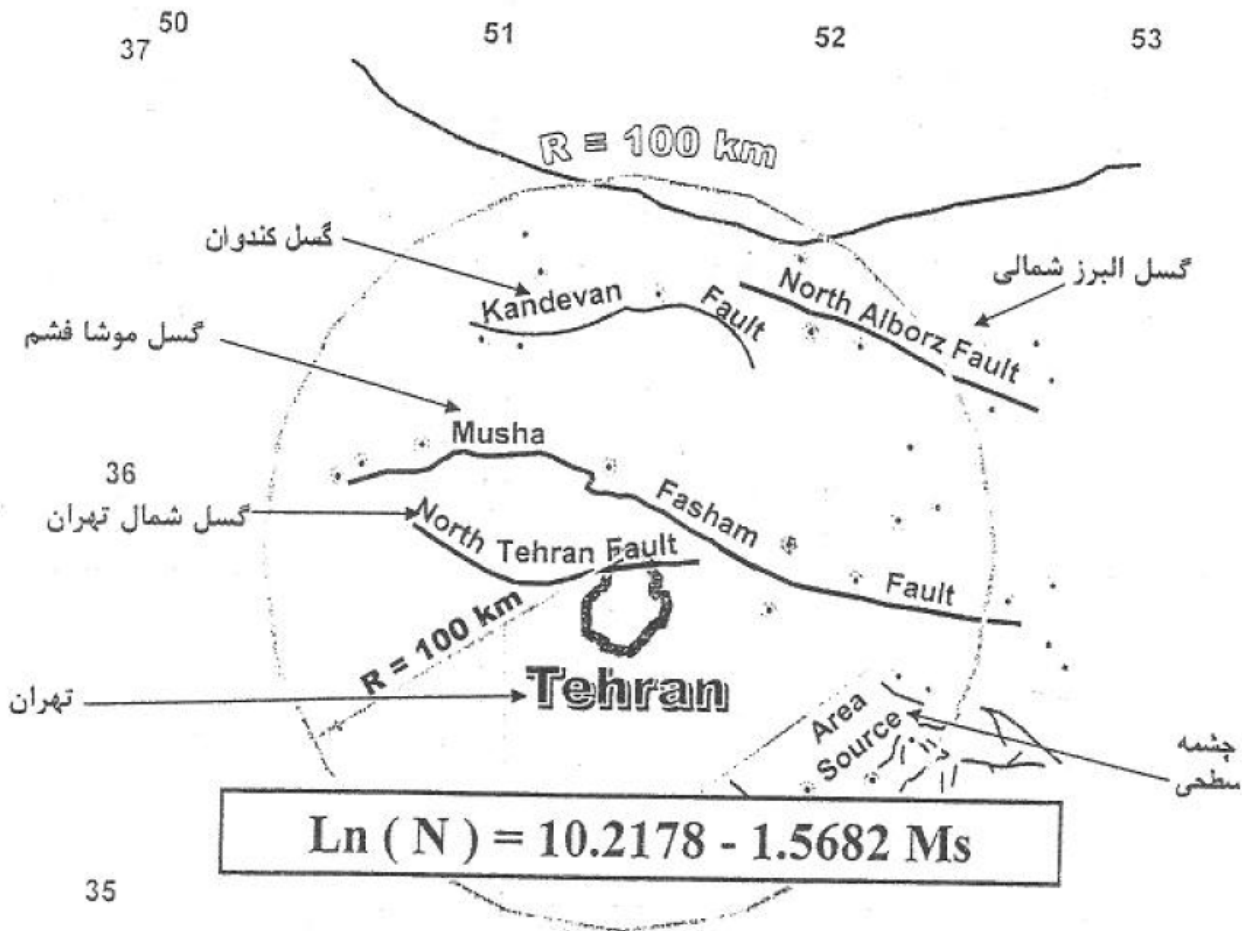 50 51 52 53
37
R = 100 km
گسل کندوان
گسل البرز شمالی
Kandevan Fault
North Alborz Fault
گسل موشا فشم
Musha Fasham Fault
36
گسل شمال تهران
North Tehran Fault
R = 100 km
Tehran
تهران
Area
Source
چشمه
سطحی
Ln ( N ) = 10.2178 - 1.5682 Ms
35